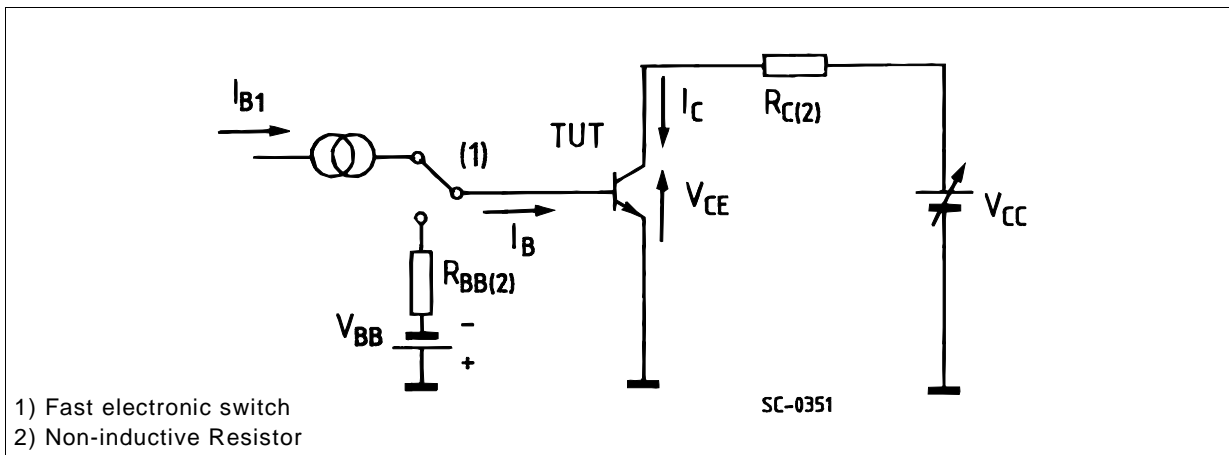 I_B1
(1)
TUT
I_C
R_C(2)
V_CE
V_CC
I_B
R_BB(2)
V_BB
-
+
SC-0351
1) Fast electronic switch
2) Non-inductive Resistor